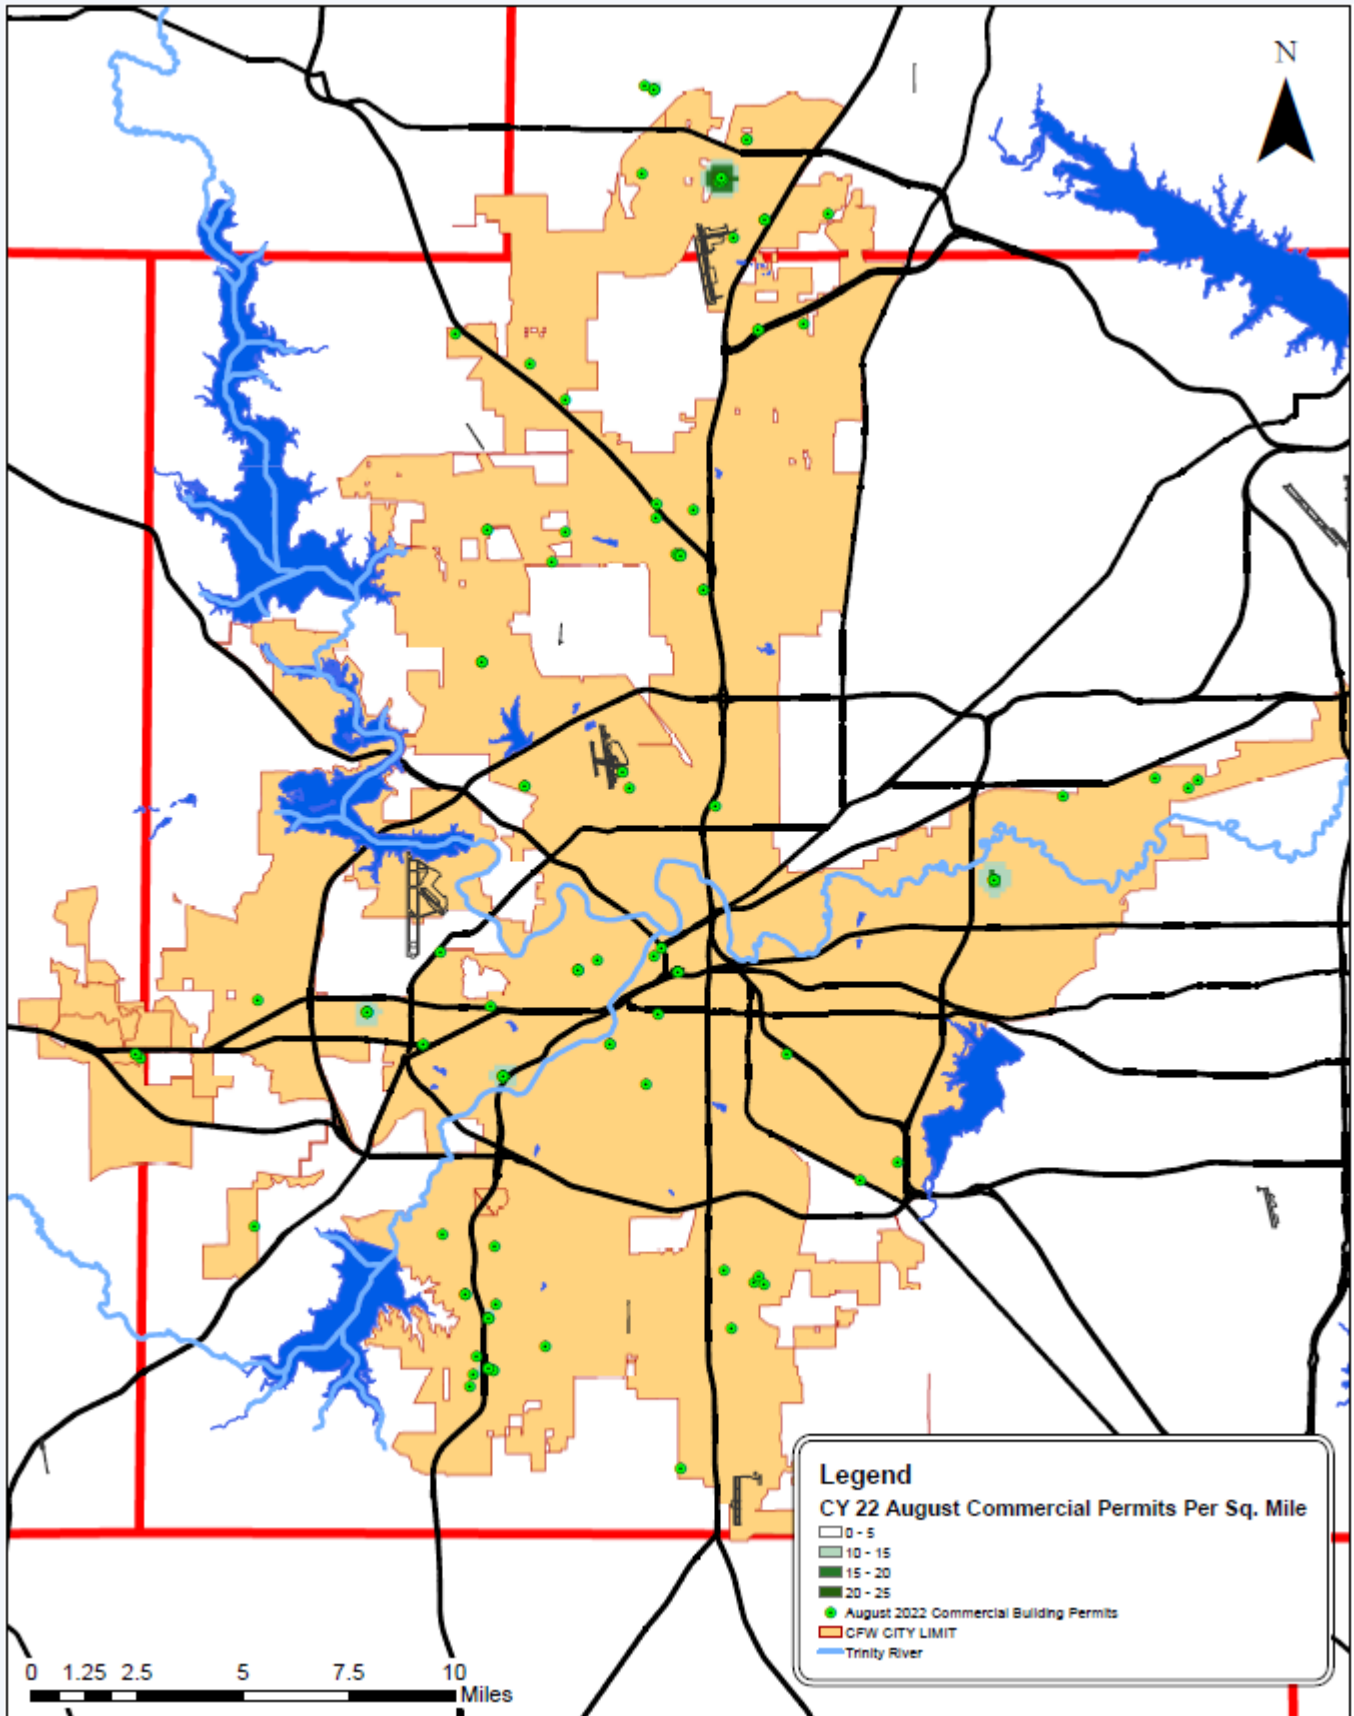 N
Legend
CY 22 August Commercial Permits Per Sq. Mile
0 - 5
10 - 15
15 - 20
20 - 25
August 2022 Commercial Building Permits
CFW CITY LIMIT
Trinity River
0 1.25 2.5 5 7.5 10
Miles